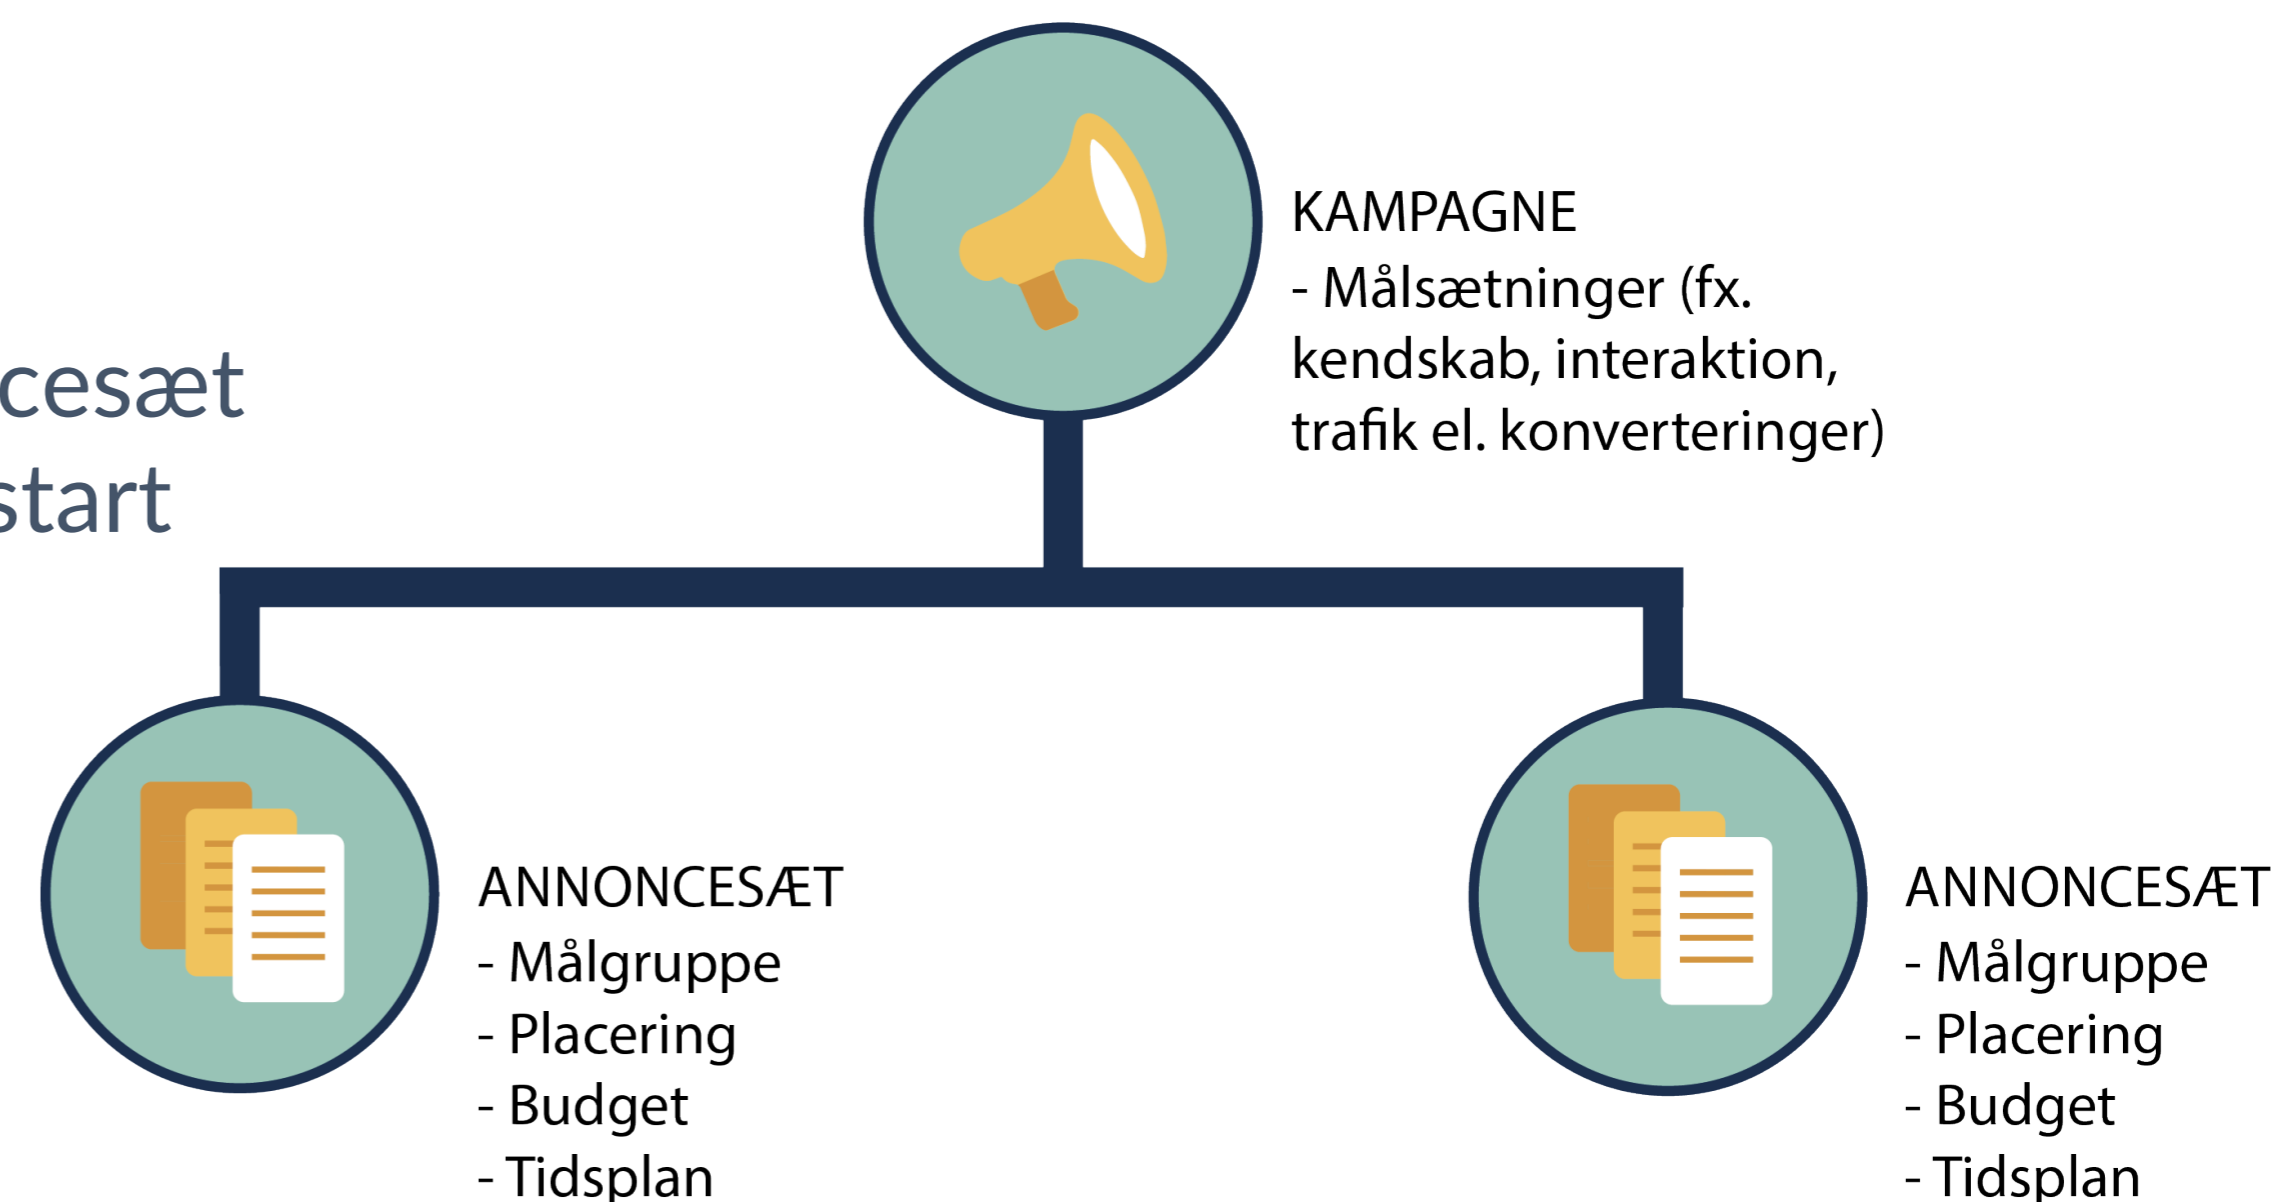 KAMPAGNE
- Målsætninger (fx.
kendskab, interaktion,
trafik el. konverteringer)
cesæt
start
ANNONCESÆT
- Målgruppe
- Placering
- Budget
- Tidsplan
ANNONCESÆT
- Målgruppe
- Placering
- Budget
- Tidsplan